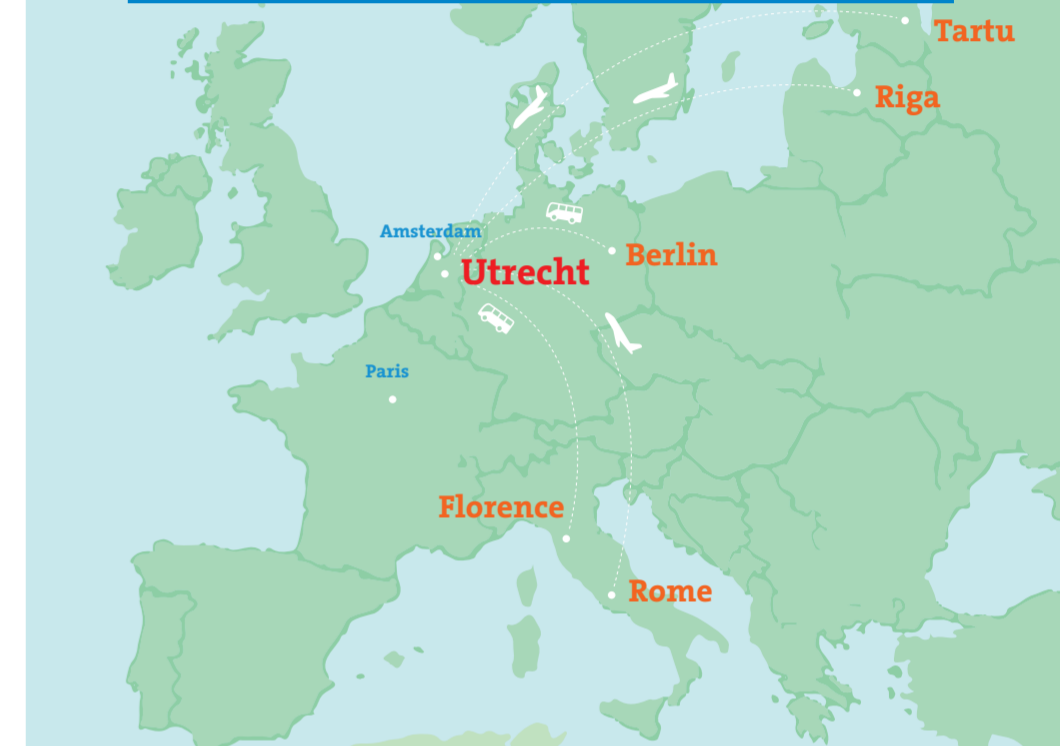 Tartu
Riga
Amsterdam
Berlin
Utrecht
Paris
Florence
Rome